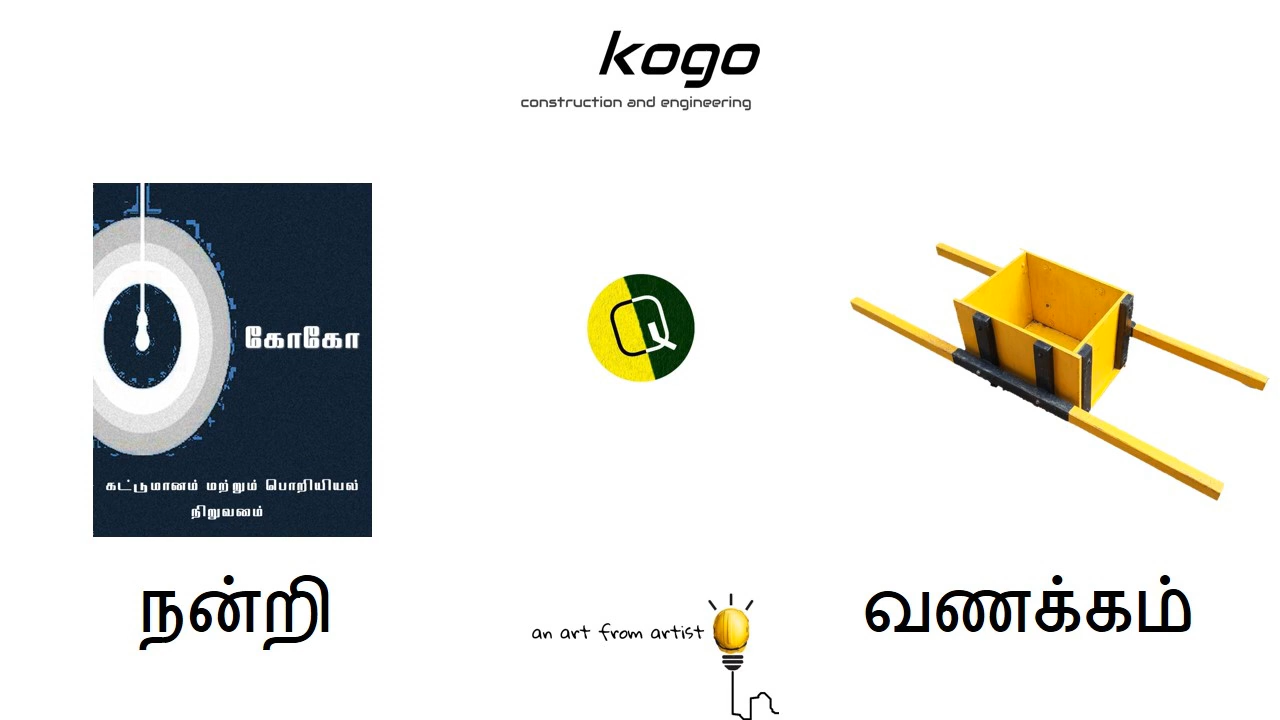 kogo
construction and engineering
கோகோ
கட்டுமானம் மற்றும் பொறியியல்
நிறுவனம்
Q
நன்றி
an art from artist
வணக்கம்